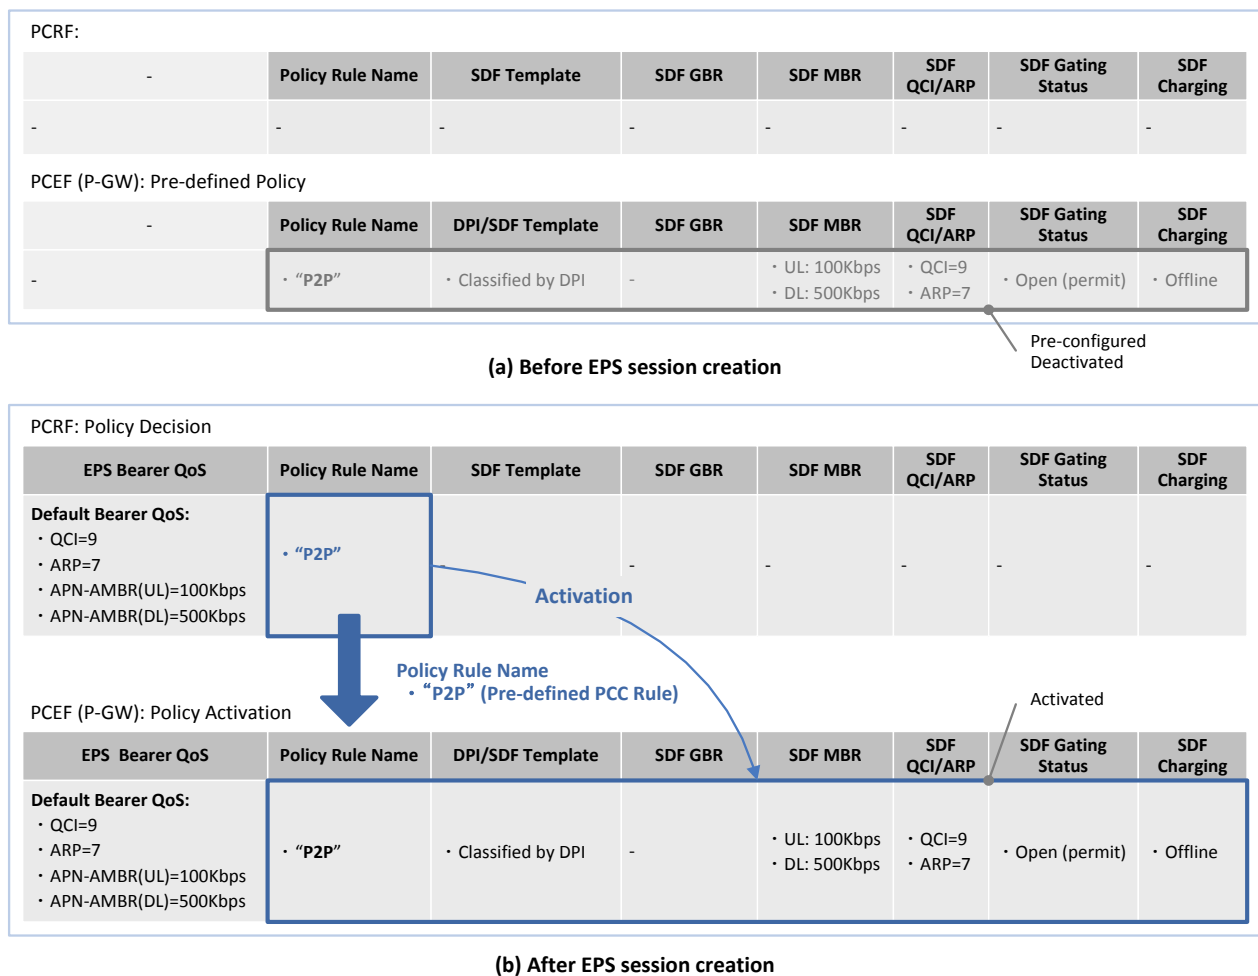 PCRF:
- Policy Rule Name SDF Template SDF GBR SDF MBR SDF QCI/ARP SDF Gating Status SDF Charging
- - - - - - - -
PCEF (P-GW): Pre-defined Policy
- Policy Rule Name DPI/SDF Template SDF GBR SDF MBR SDF QCI/ARP SDF Gating Status SDF Charging
- · “P2P” · Classified by DPI - · UL: 100Kbps · DL: 500Kbps · QCI=9 · ARP=7 · Open (permit) · Offline
Pre-configured
Deactivated
(a) Before EPS session creation
PCRF: Policy Decision
EPS Bearer QoS Policy Rule Name SDF Template SDF GBR SDF MBR SDF QCI/ARP SDF Gating Status SDF Charging
Default Bearer QoS:
· QCI=9
· ARP=7
· APN-AMBR(UL)=100Kbps
· APN-AMBR(DL)=500Kbps
· “P2P”
- - - - - -
Activation
Policy Rule Name
· “P2P” (Pre-defined PCC Rule)
Activated
PCEF (P-GW): Policy Activation
EPS Bearer QoS Policy Rule Name DPI/SDF Template SDF GBR SDF MBR SDF QCI/ARP SDF Gating Status SDF Charging
Default Bearer QoS:
· QCI=9
· ARP=7
· APN-AMBR(UL)=100Kbps
· APN-AMBR(DL)=500Kbps
· “P2P” · Classified by DPI - · UL: 100Kbps · DL: 500Kbps · QCI=9 · ARP=7 · Open (permit) · Offline
(b) After EPS session creation